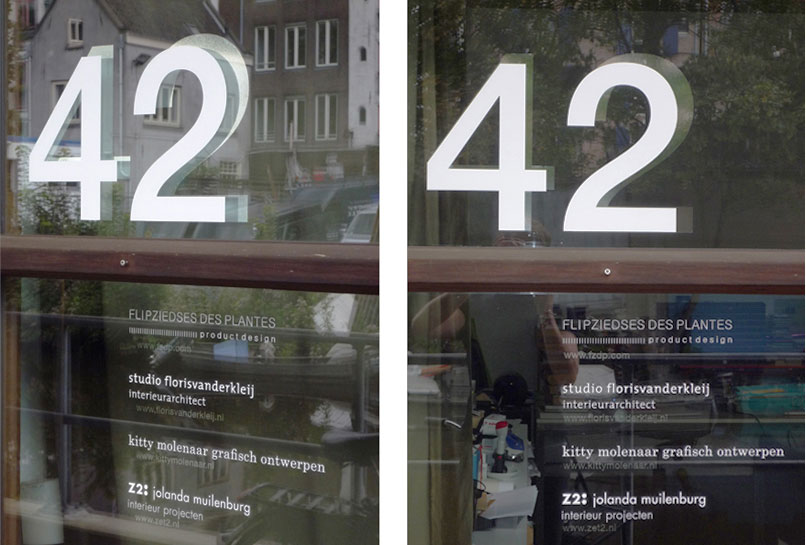 42
FLIPZIEDSES DES PLANTES
product design
www.fzdp.com
studio florisvanderkleij
interieurarchitect
www.florisvanderkleij.nl
kitty molenaar grafisch ontwerpen
www.kittymolenaar.nl
Z2: jolanda muilenburg
interieur projecten
www.zet2.nl
42
FLIPZIEDSES DES PLANTES
product design
www.fzdp.com
studio florisvanderkleij
interieurarchitect
www.florisvanderkleij.nl
kitty molenaar grafisch ontwerpen
www.kittymolenaar.nl
Z2: jolanda muilenburg
interieur projecten
www.zet2.nl